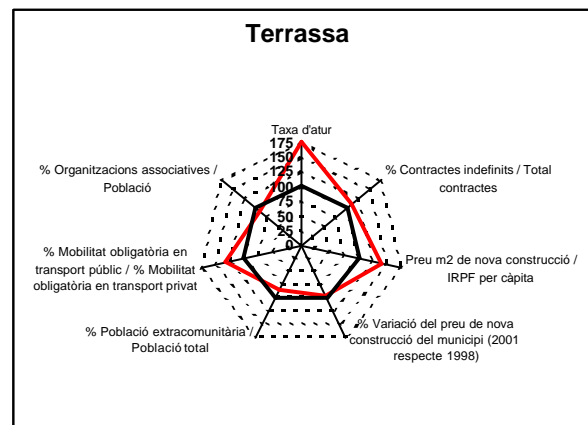 Terrassa
Taxa d'atur
175
150
125
100
75
50
25
0
% Organitzacions associatives /
Població
% Contractes indefinits / Total
contractes
% Mobilitat obligatòria en
transport públic / % Mobilitat
obligatòria en transport privat
Preu m2 de nova construcció /
IRPF per càpita
% Població extracomunitària /
Població total
% Variació del preu de nova
construcció del municipi (2001
respecte 1998)